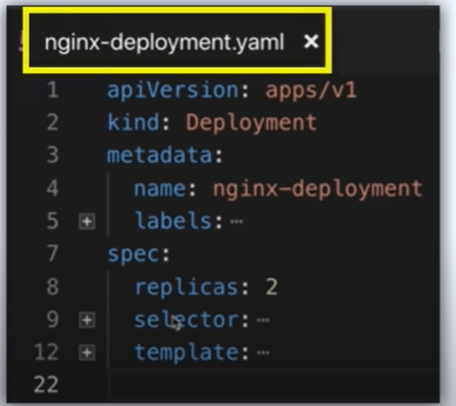 nginx-deployment.yaml ×
1 apiVersion: apps/v1
2 kind: Deployment
3 metadata:
4 name: nginx-deployment
5 labels:⋯
7 spec:
8 replicas: 2
9 selector:⋯
12 template:⋯
22